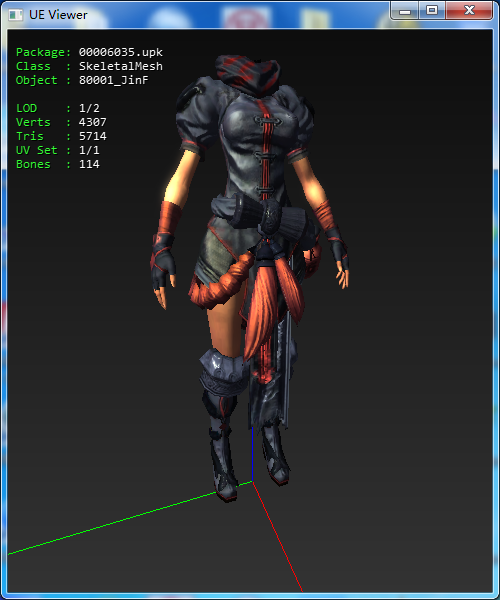 UE Viewer
Package: 00006035.upk
Class : SkeletalMesh
Object : 80001_JinF
LOD : 1/2
Verts : 4307
Tris : 5714
UV Set : 1/1
Bones : 114